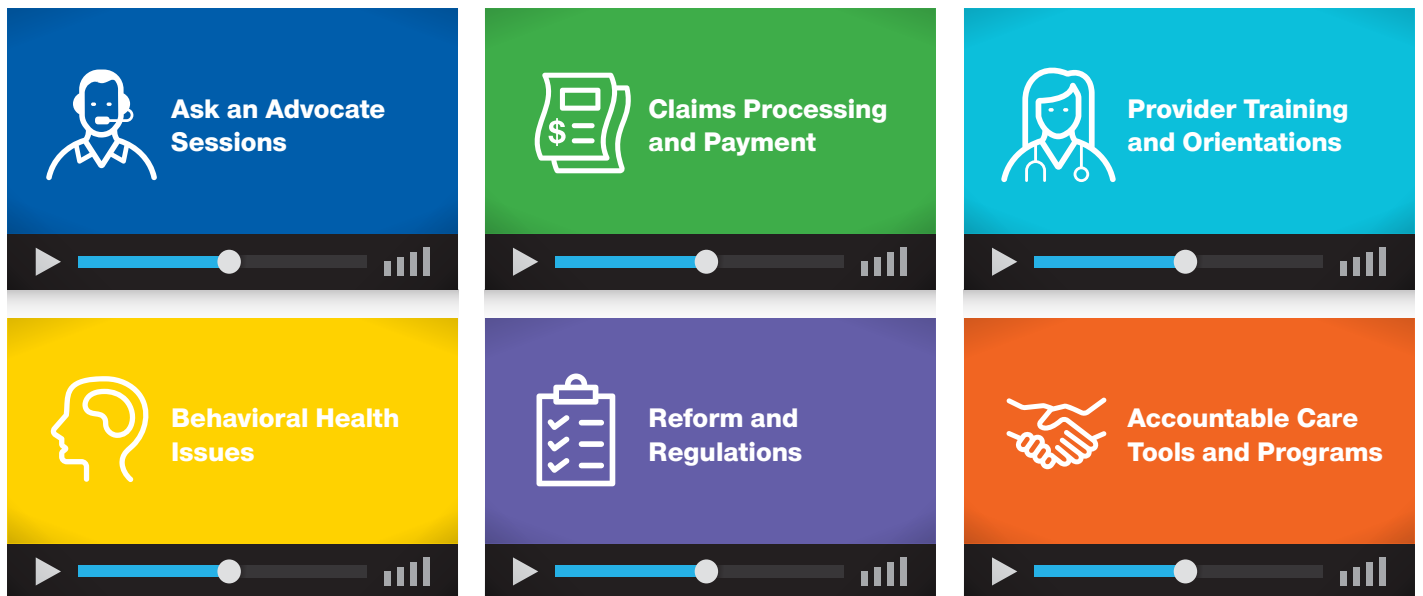 Ask an Advocate
Sessions
Claims Processing
and Payment
$
Provider Training
and Orientations
Behavioral Health
Issues
Reform and
Regulations
Accountable Care
Tools and Programs